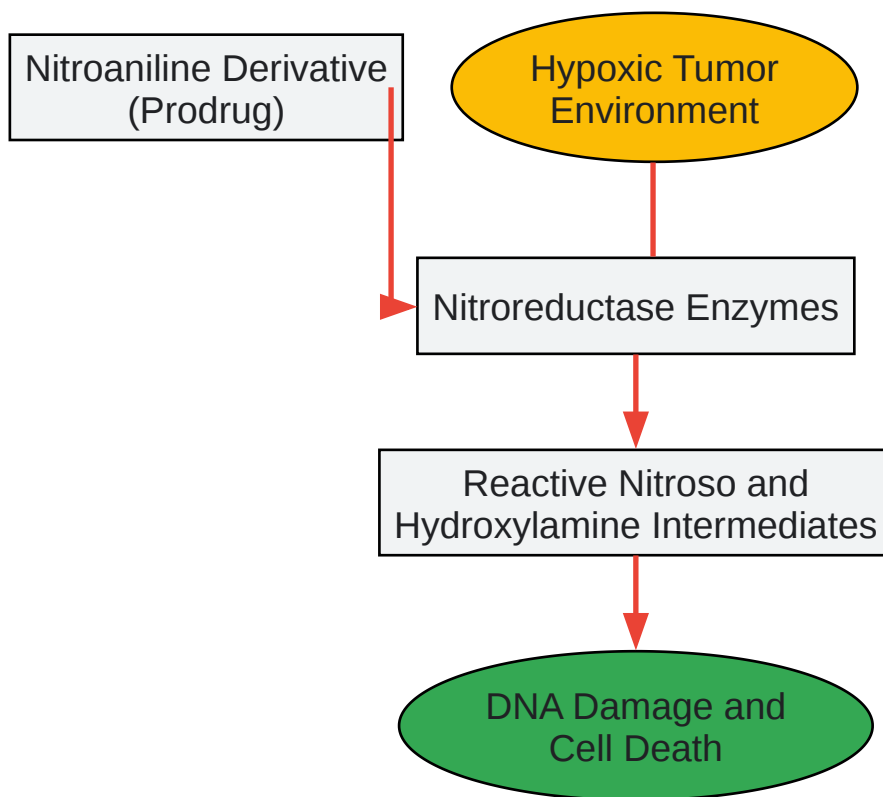 Nitroaniline Derivative
(Prodrug)
Hypoxic Tumor
Environment
Nitroreductase Enzymes
Reactive Nitroso and
Hydroxylamine Intermediates
DNA Damage and
Cell Death